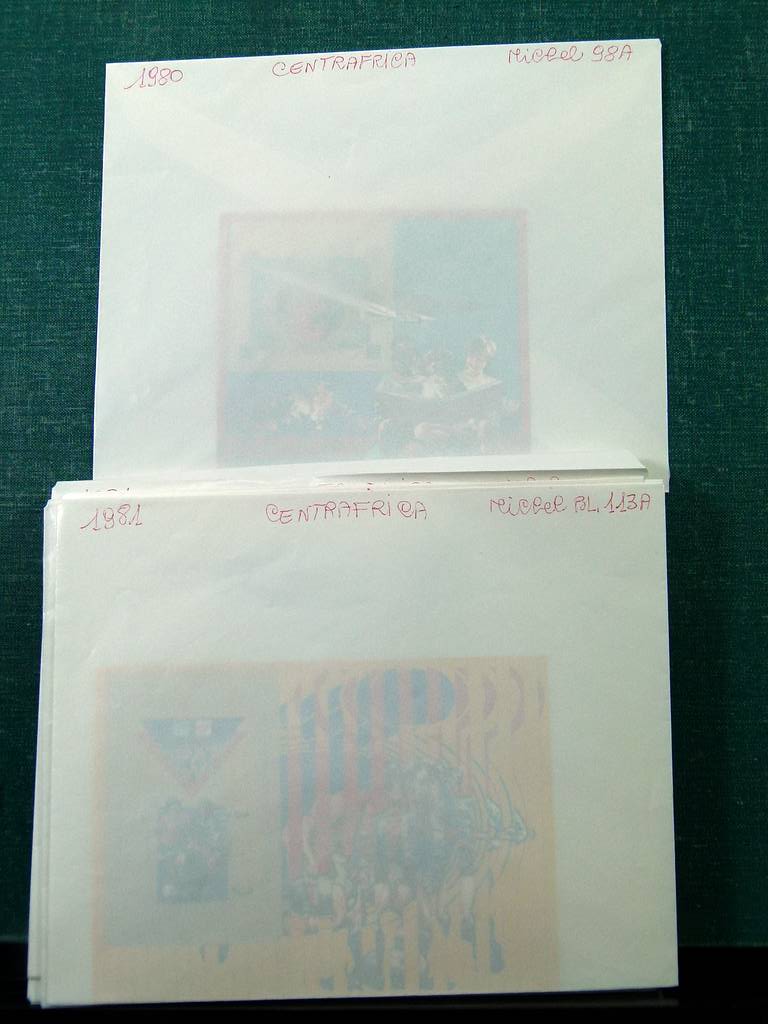 1980 CENTRAFRICA Michel 98A
1981 CENTRAFRICA Michel BL. 113A